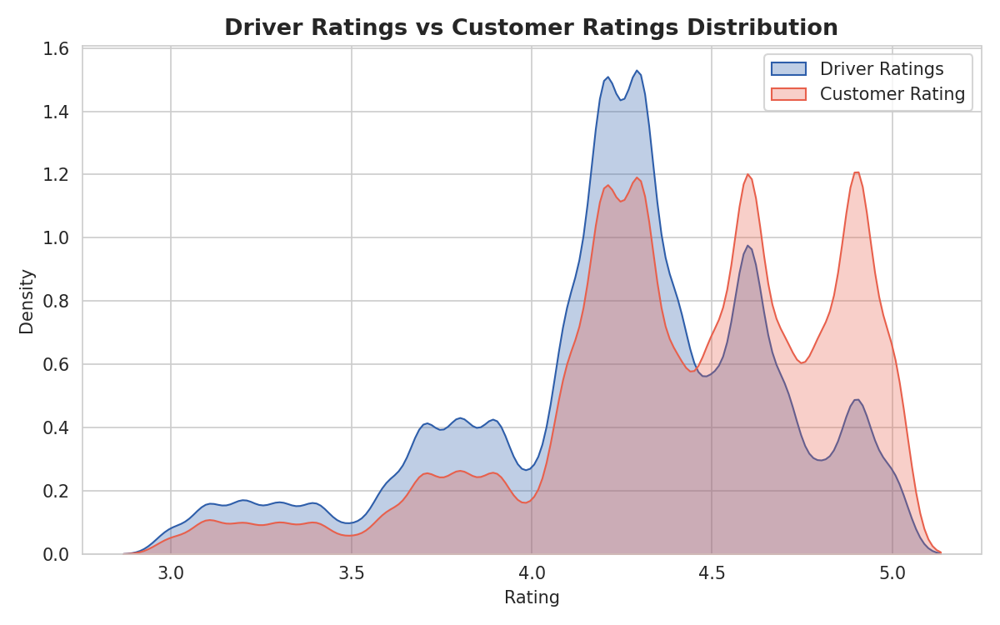 Driver Ratings vs Customer Ratings Distribution
Driver Ratings
Customer Rating
1.6
1.4
1.2
1.0
0.8
0.6
0.4
0.2
0.0
Density
3.0 3.5 4.0 4.5 5.0
Rating